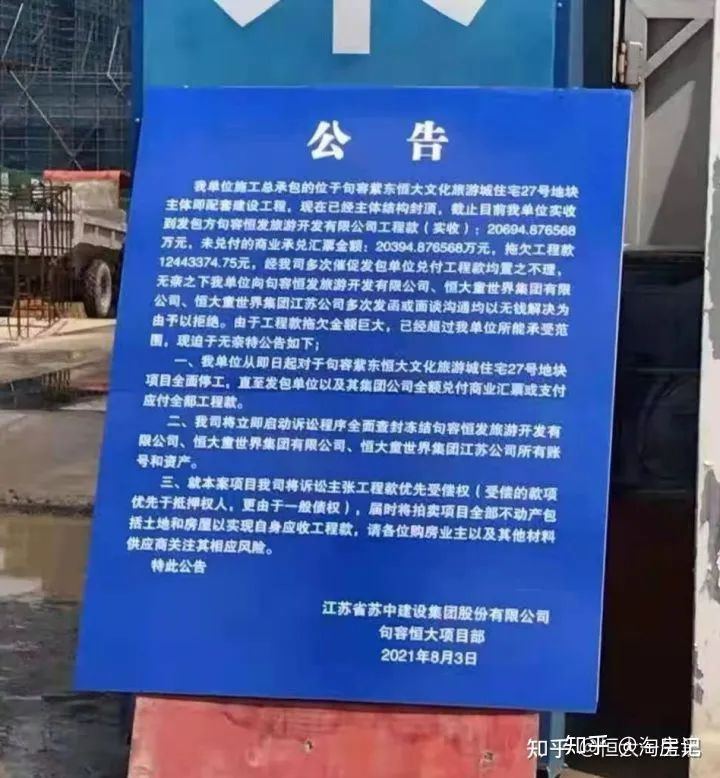 公告
我单位施工总承包的位于句容紫东恒大文化旅游城住宅27号地块
主体即配套建设工程，现在已经主体结构封顶，截止目前我单位实收
到发包方句容恒发旅游开发有限公司工程款（实收）：20694.876568
万元，未兑付的商业承兑汇票金额：20394.876568万元，拖欠工程款
12443374.75元，经我司多次催促发包单位兑付工程款均置之不理，
无奈之下我单位向句容恒发旅游开发有限公司、恒大童世界集团有限
公司、恒大童世界集团江苏公司多次发函或面谈沟通均以无钱解决为
由予以拒绝。由于工程款拖欠金额巨大，已经超过我单位所能承受范
围，现迫于无奈特公告如下；
一、我单位从即日起对于句容紫东恒大文化旅游城住宅27号地块
项目全面停工，直至发包单位以及其集团公司全额兑付商业汇票或支付
应付全部工程款。
二、我司将立即启动诉讼程序全面查封冻结句容恒发旅游开发有
限公司、恒大童世界集团有限公司、恒大童世界集团江苏公司所有账
号和资产。
三、就本案项目我司将诉讼主张工程款优先受偿权（受偿的款项
优先于抵押权人，更由于一般债权），届时将拍卖项目全部不动产包
括土地和房屋以实现自身应收工程款，请各位购房业主以及其他材料
供应商关注其相应风险。
特此公告
江苏省苏中建设集团股份有限公司
句容恒大项目部
2021年8月3日
知乎